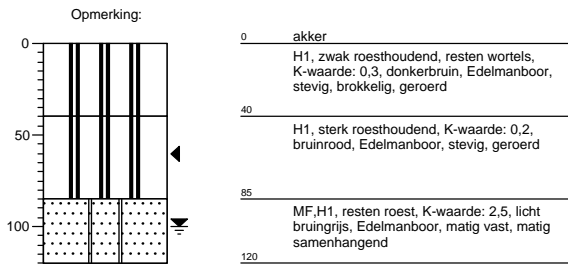 Opmerking:
0
50
100
0 akker
H1, zwak roesthoudend, resten wortels,
K-waarde: 0,3, donkerbruin, Edelmanboor,
stevig, brokkelig, geroerd
40
H1, sterk roesthoudend, K-waarde: 0,2,
bruinrood, Edelmanboor, stevig, geroerd
85
MF,H1, resten roest, K-waarde: 2,5, licht
bruingrijs, Edelmanboor, matig vast, matig
samenhangend
120